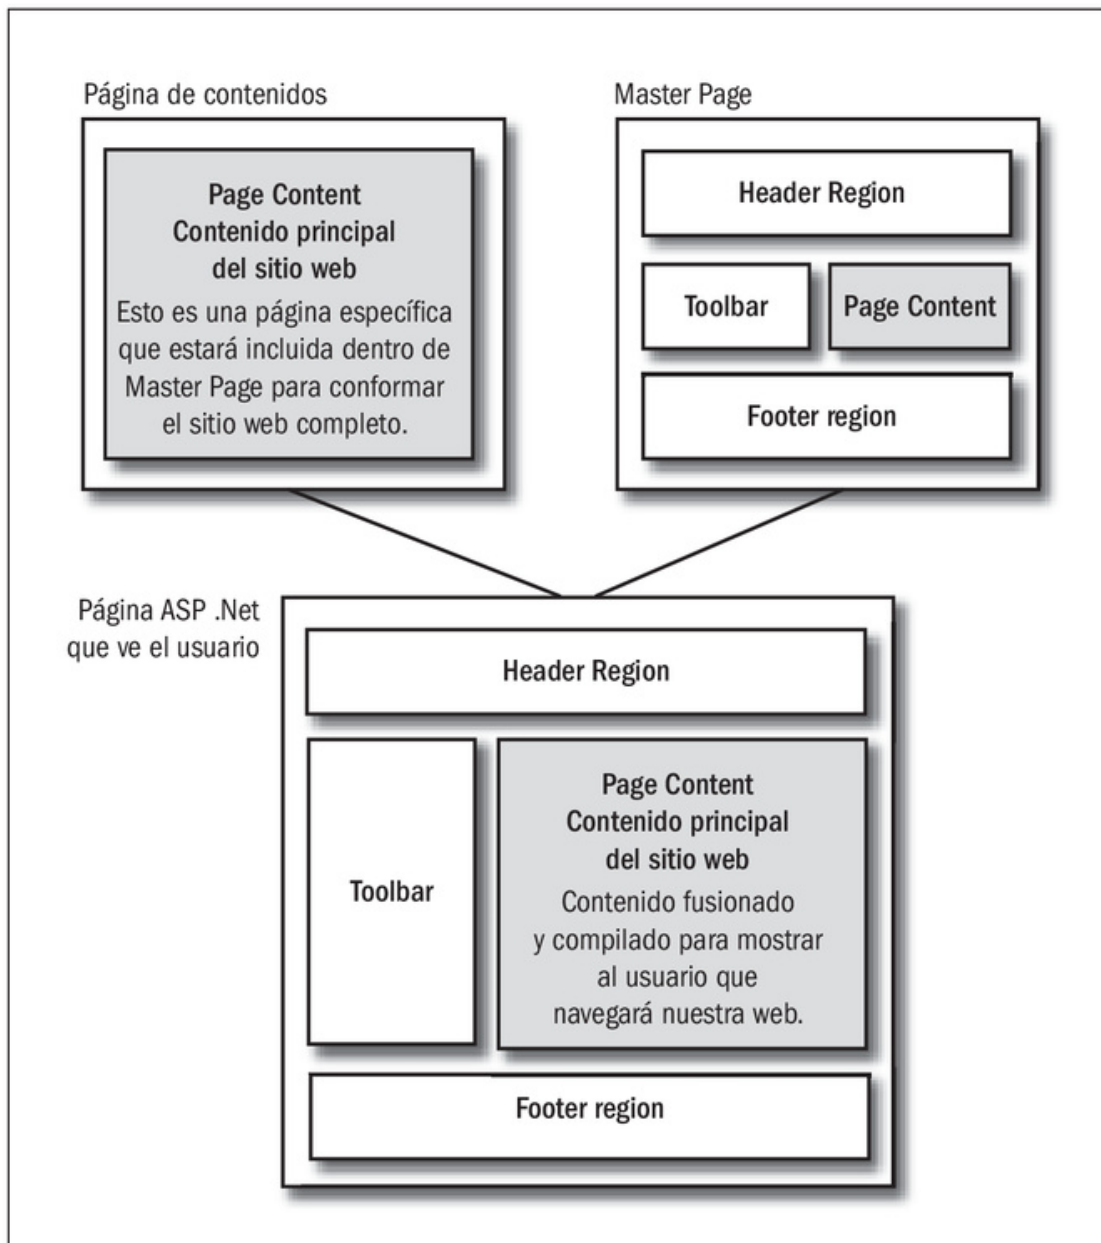 Página de contenidos
Page Content
Contenido principal
del sitio web
Esto es una página específica
que estará incluida dentro de
Master Page para conformar
el sitio web completo.
Master Page
Header Region
Toolbar
Page Content
Footer region
Página ASP .Net
que ve el usuario
Header Region
Toolbar
Page Content
Contenido principal
del sitio web
Contenido fusionado
y compilado para mostrar
al usuario que
navegará nuestra web.
Footer region